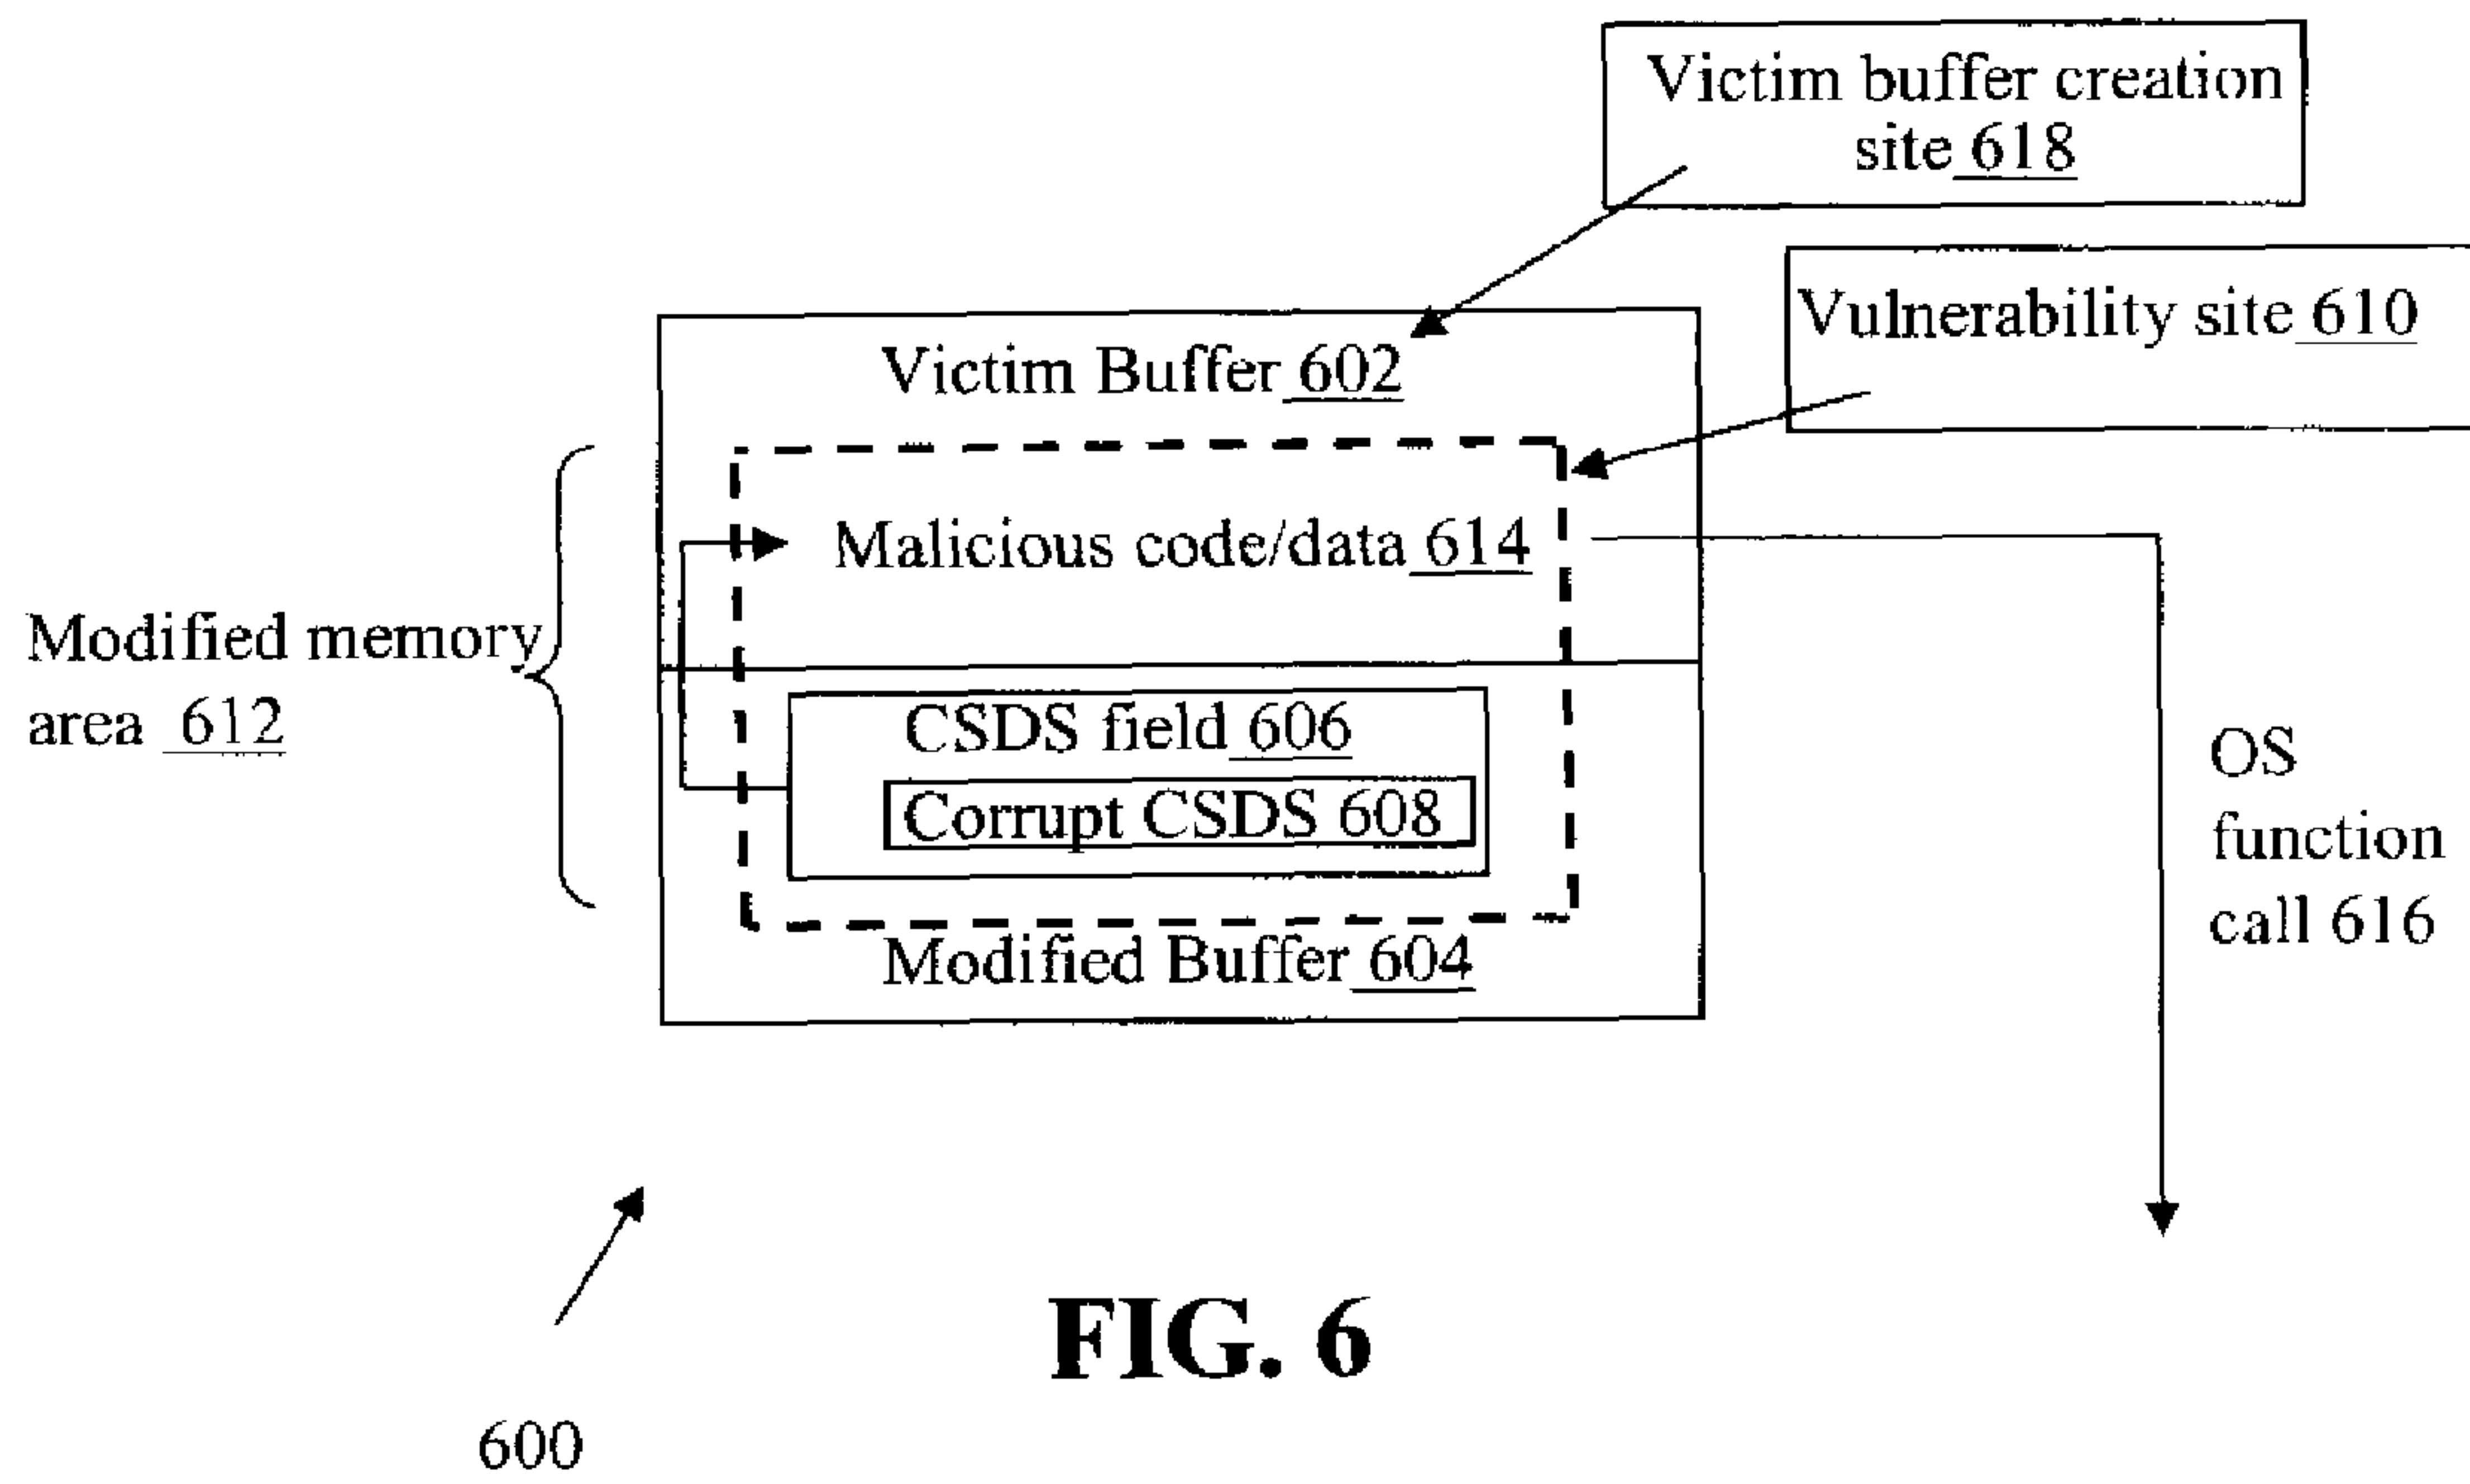 Victim buffer creation
site 618
Vulnerability site 610
Victim Buffer 602
Malicious code/data 614
Modified memory
area 612
CSDS field 606
Corrupt CSDS 608
Modified Buffer 604
OS
function
call 616
FIG. 6
600